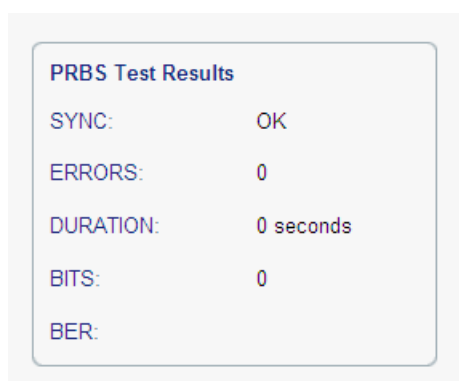 PRBS Test Results
SYNC: OK
ERRORS: 0
DURATION: 0 seconds
BITS: 0
BER: